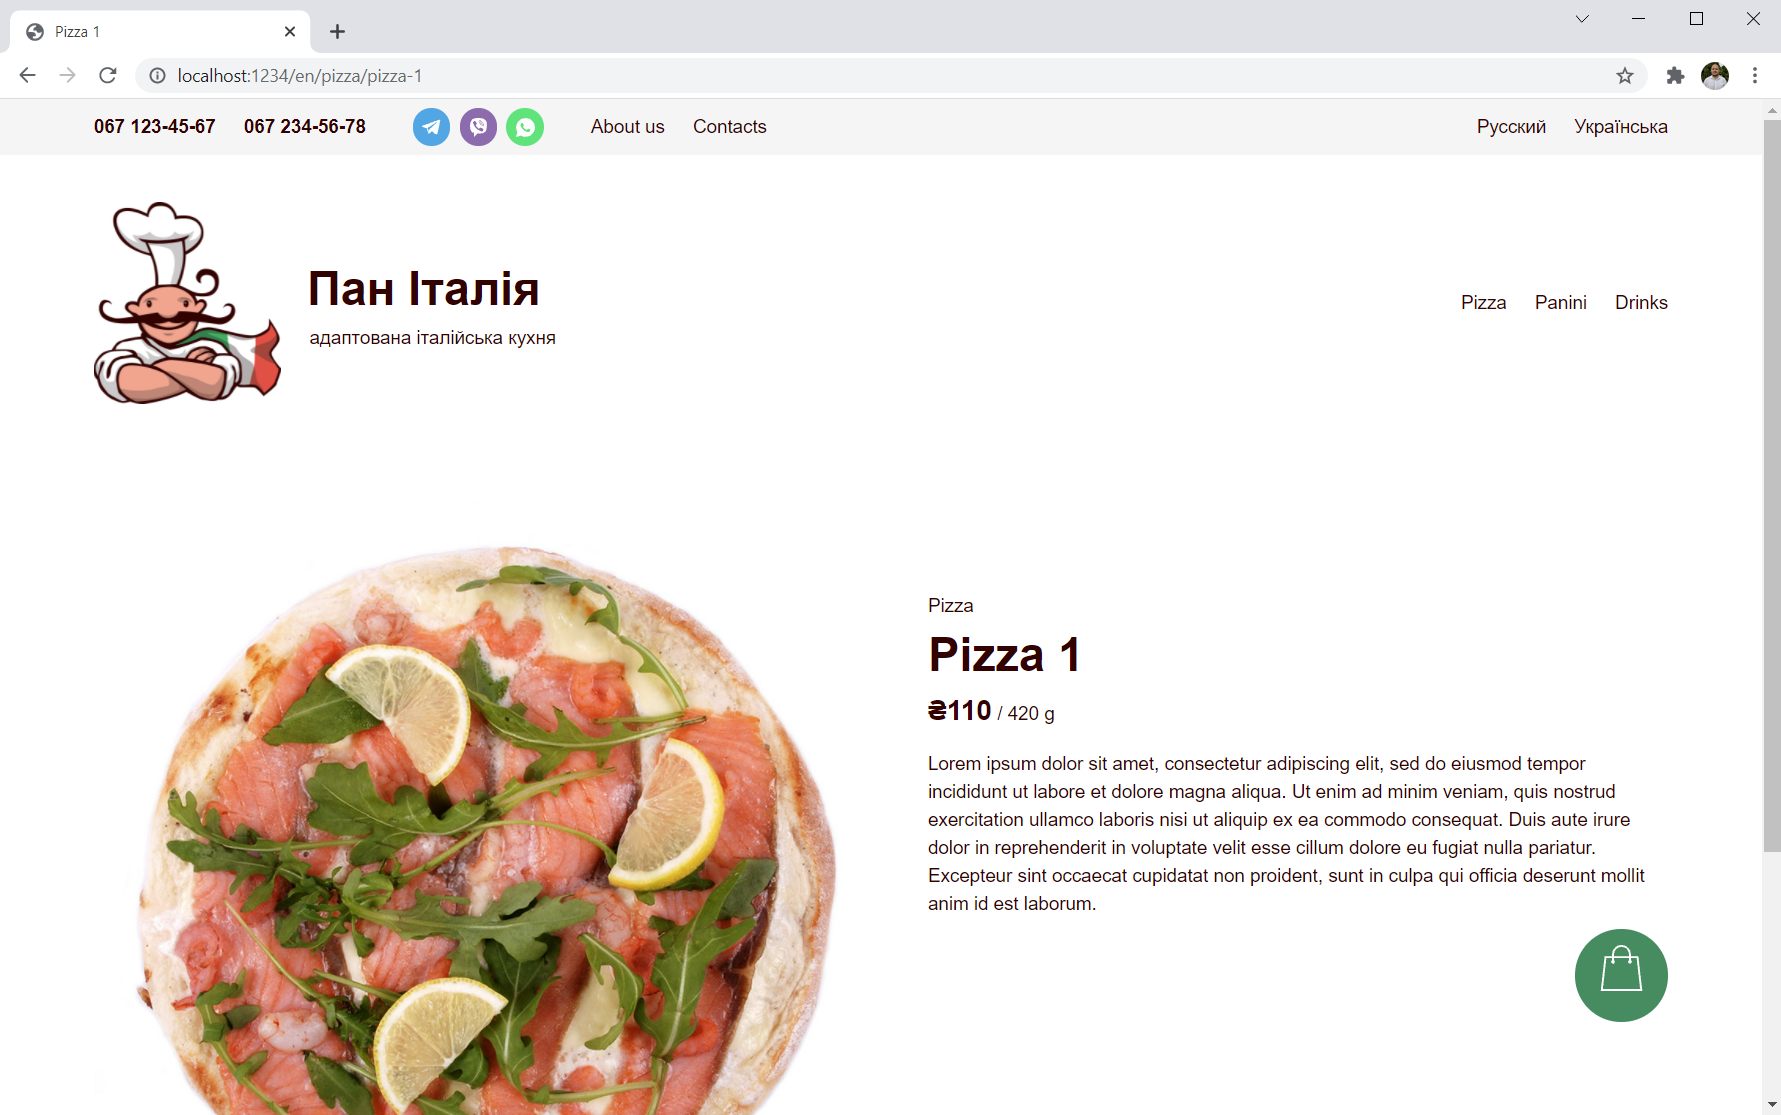 Pizza 1
localhost:1234/en/pizza/pizza-1
067 123-45-67 067 234-56-78 About us Contacts Русский Українська
Пан Італія
адаптована італійська кухня
Pizza Panini Drinks
Pizza
Pizza 1
₴110 / 420 g
Lorem ipsum dolor sit amet, consectetur adipiscing elit, sed do eiusmod tempor
incididunt ut labore et dolore magna aliqua. Ut enim ad minim veniam, quis nostrud
exercitation ullamco laboris nisi ut aliquip ex ea commodo consequat. Duis aute irure
dolor in reprehenderit in voluptate velit esse cillum dolore eu fugiat nulla pariatur.
Excepteur sint occaecat cupidatat non proident, sunt in culpa qui officia deserunt mollit
anim id est laborum.